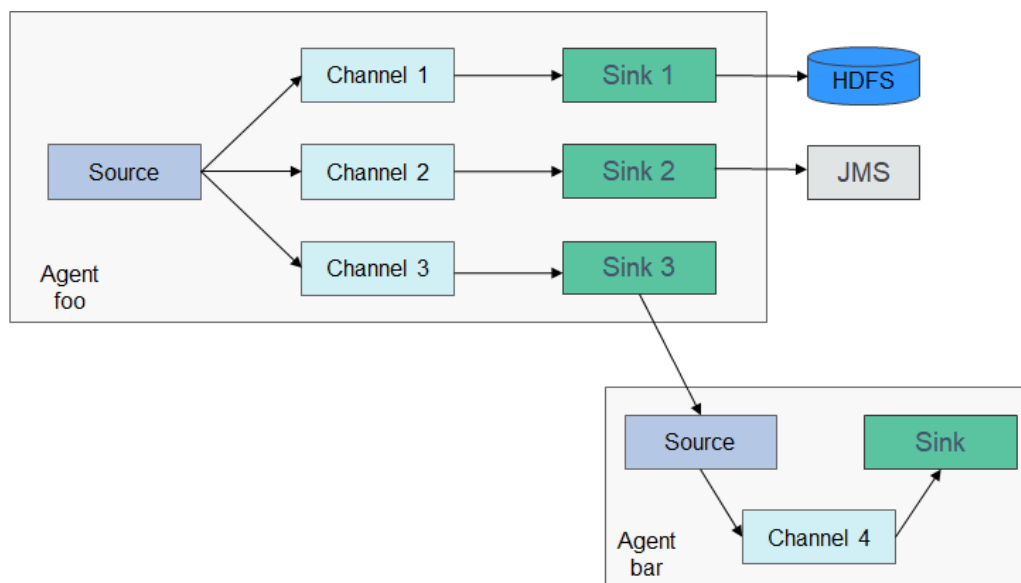 Channel 1
Sink 1
HDFS
Source
Channel 2
Sink 2
JMS
Channel 3
Sink 3
Agent
foo
Source
Sink
Channel 4
Agent
bar